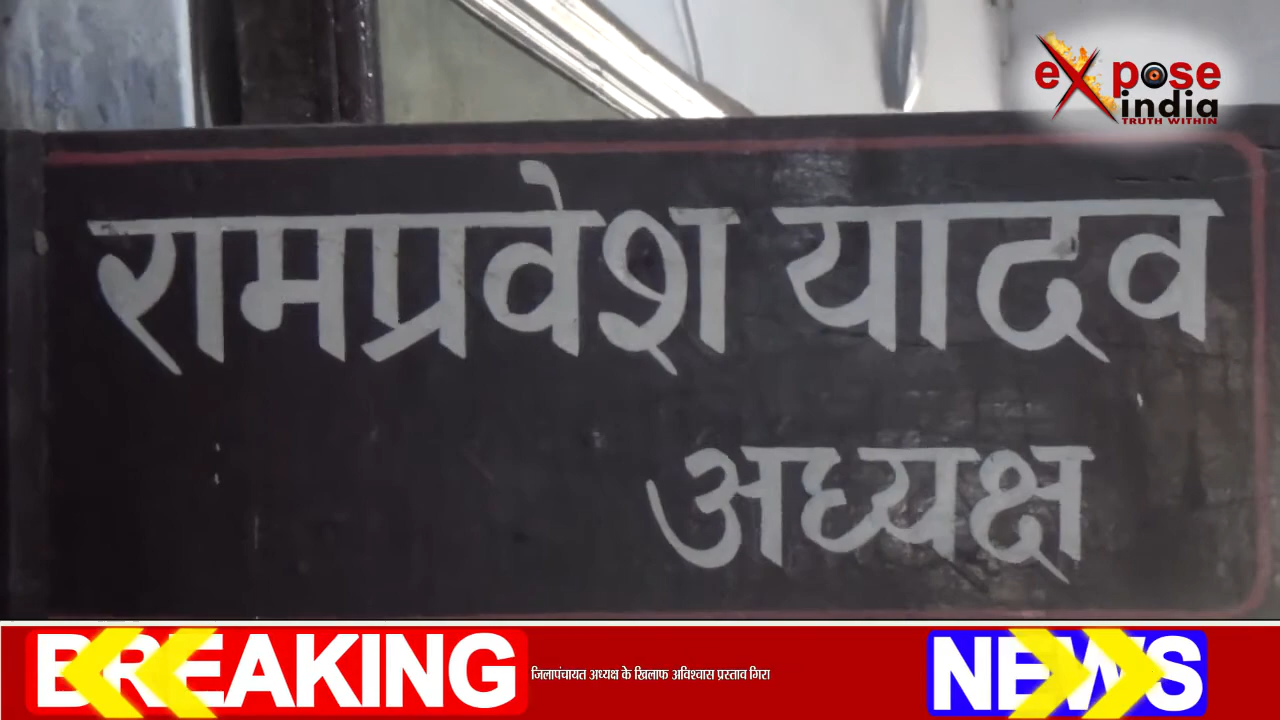 expose
india
TRUTH WITHIN
रामप्रवेश यादव
अध्यक्ष
BREAKING
जिलापंचायत अध्यक्ष के खिलाफ अविश्वास प्रस्ताव गिरा
NEWS